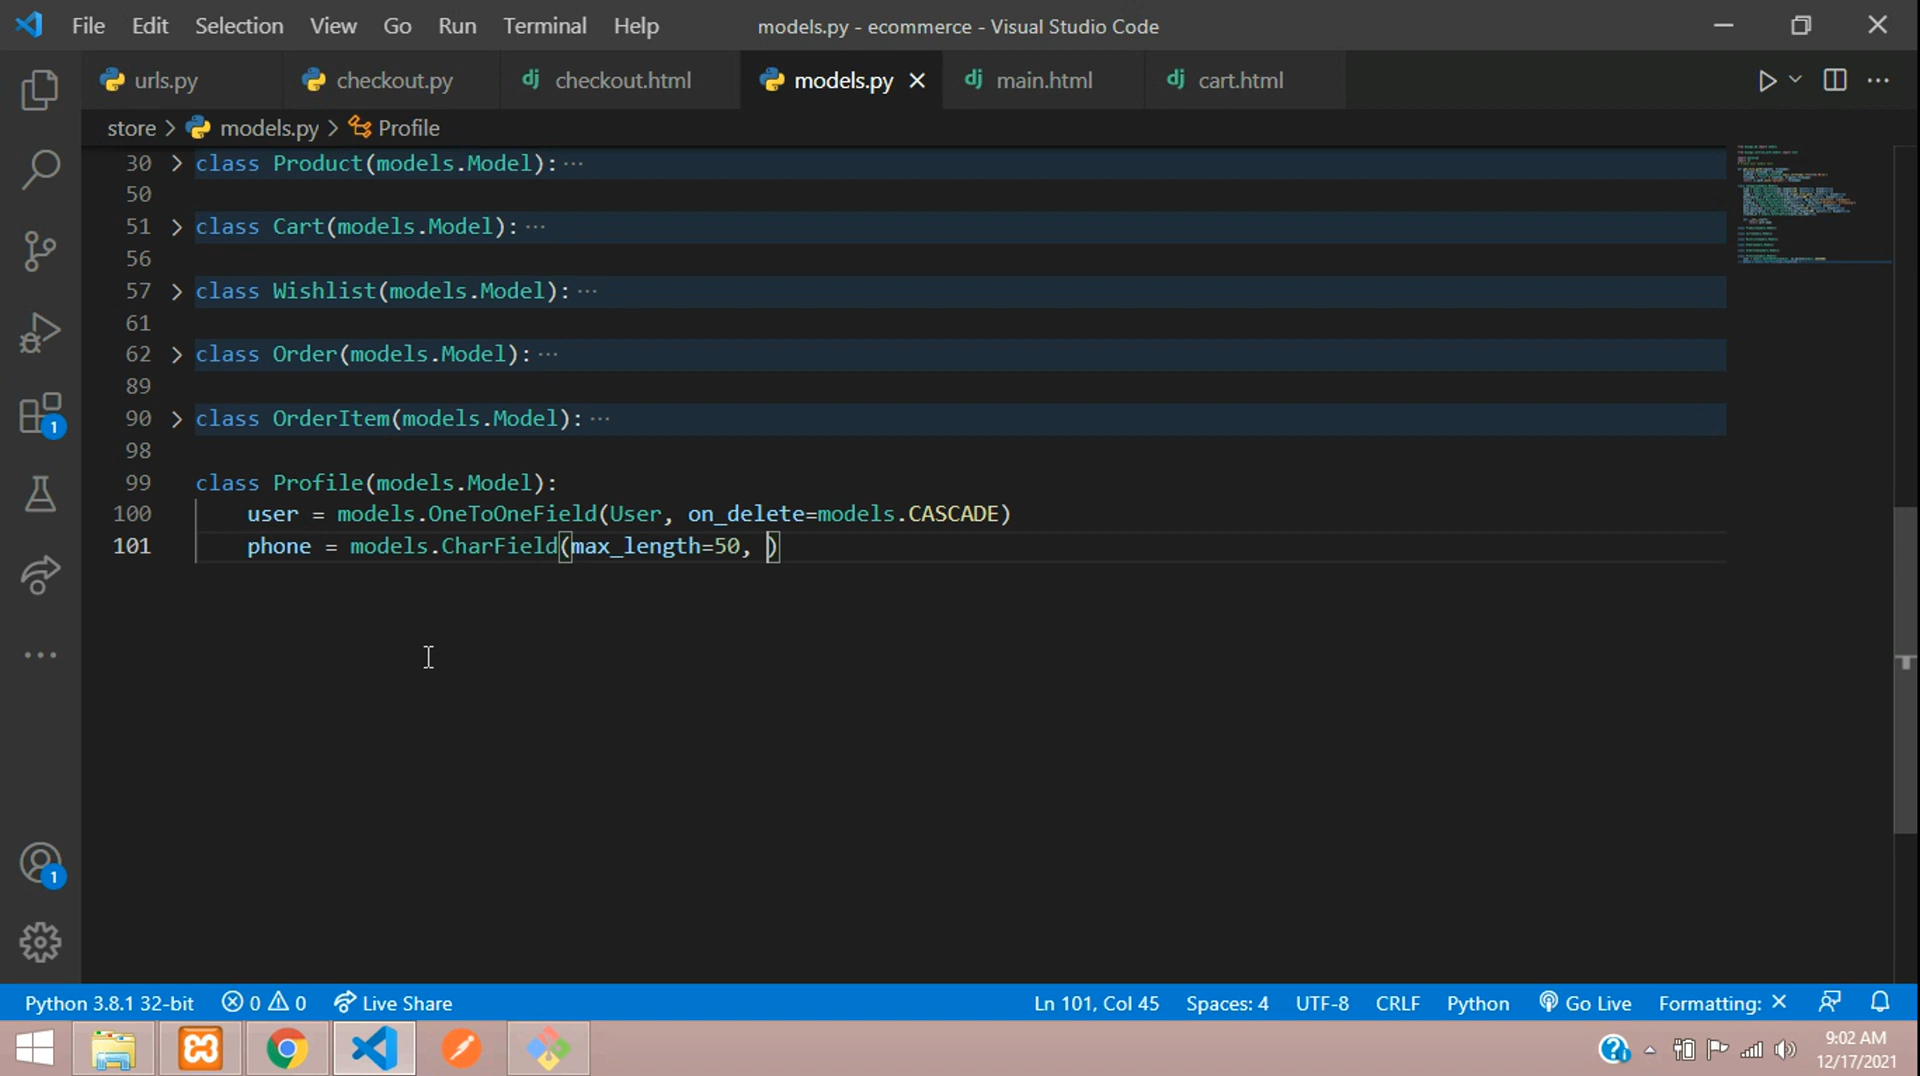 File Edit Selection View Go Run Terminal Help models.py - ecommerce - Visual Studio Code
urls.py checkout.py checkout.html models.py main.html cart.html
store > models.py > Profile
30 class Product(models.Model): ···
50
51 class Cart(models.Model): ···
56
57 class Wishlist(models.Model): ···
61
62 class Order(models.Model): ···
89
90 class OrderItem(models.Model): ···
98
99 class Profile(models.Model):
100 user = models.OneToOneField(User, on_delete=models.CASCADE)
101 phone = models.CharField(max_length=50, )
1
1
Python 3.8.1 32-bit 0 0 Live Share Ln 101, Col 45 Spaces: 4 UTF-8 CRLF Python Go Live Formatting: ×
9:02 AM
12/17/2021